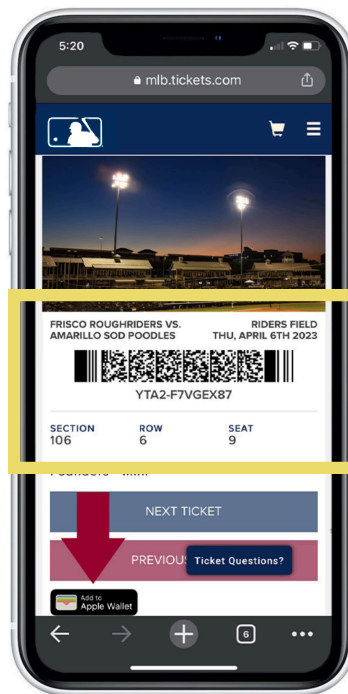 5:20
mlb.tickets.com
FRISCO ROUGHRIDERS VS.
AMARILLO SOD POODLES
RIDERS FIELD
THU, APRIL 6TH 2023
YTA2-F7VGEX87
SECTION ROW SEAT
106 6 9
NEXT TICKET
PREVIOU
Ticket Questions?
Add to
Apple Wallet
6